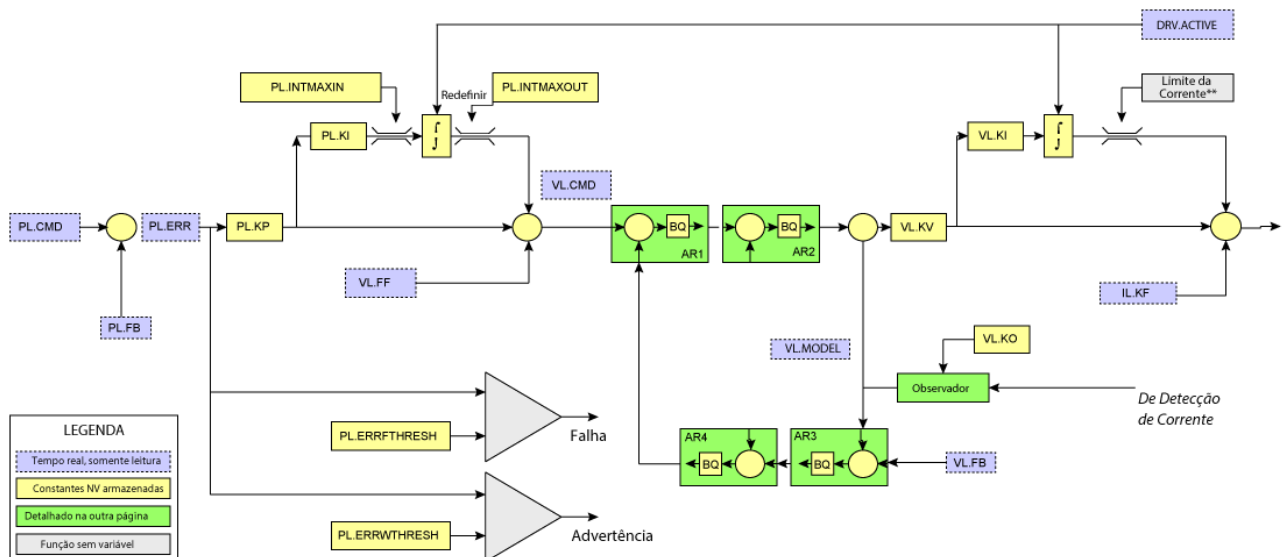 DRV.ACTIVE
PL.INTMAXIN
Redefinir
PL.INTMAXOUT
Límite da
Corrente**
PL.KI
VL.KI
VL.CMD
PL.CMD
PL.ERR
PL.KP
BQ
AR1
BQ
AR2
VL.KV
VL.FF
IL.KF
PL.FB
VL.MODEL
VL.KO
Observador
De Detecção
de Corrente
LEGENDA
Tempo real, somente leitura
Constantes NV armazenadas
Detalhado na outra página
Função sem variável
PL.ERRFTHRESH
Falha
AR4
BQ
AR3
BQ
VL.FB
PL.ERRWTHRESH
Advertência